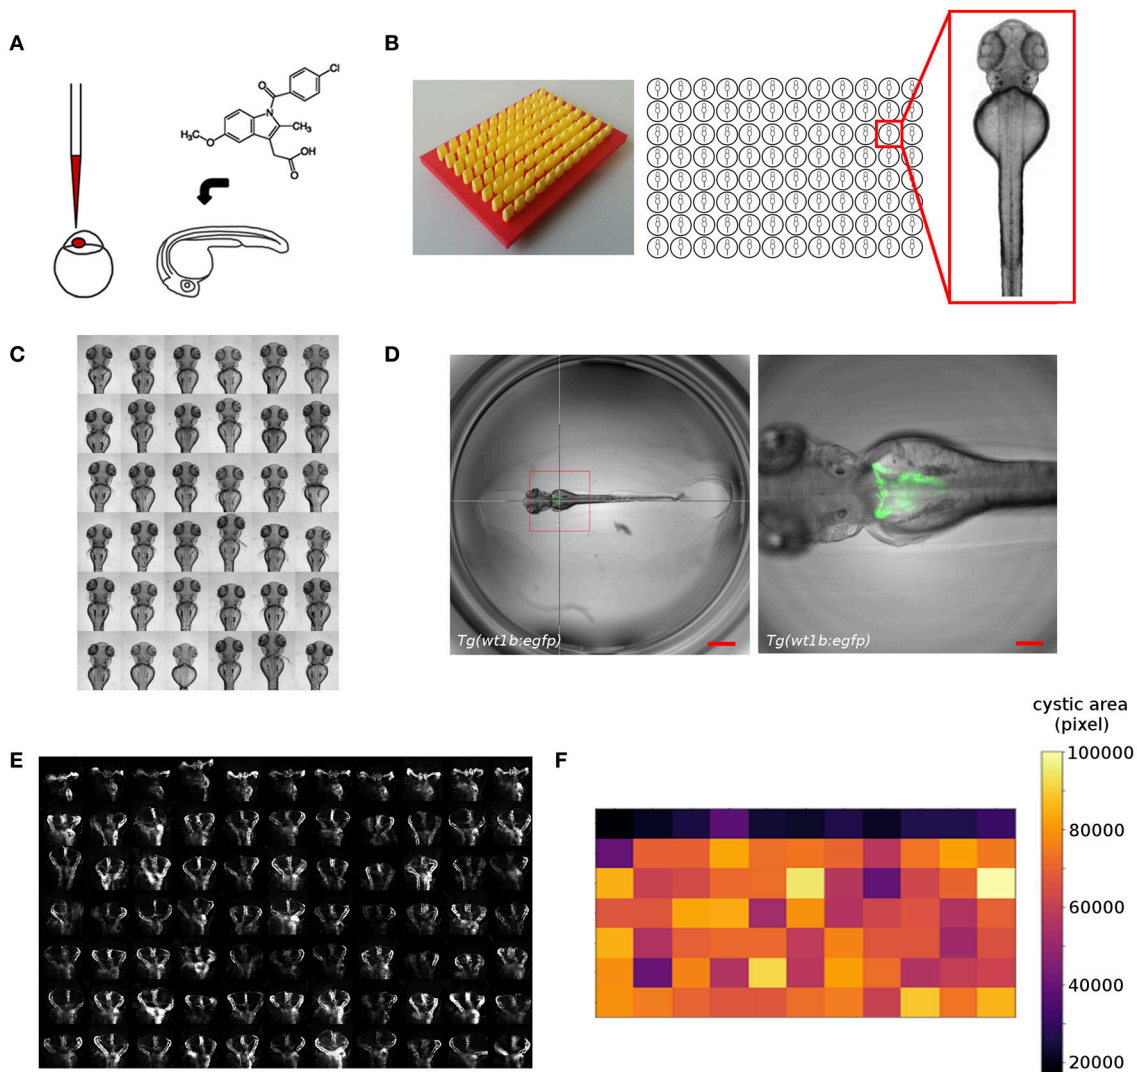 A
Cl
O
N
H₃C
O
CH₃
OH
O
B
C
D
Tg(wt1b:egfp)
Tg(wt1b:egfp)
E
F
cystic area
(pixel)
100000
80000
60000
40000
20000